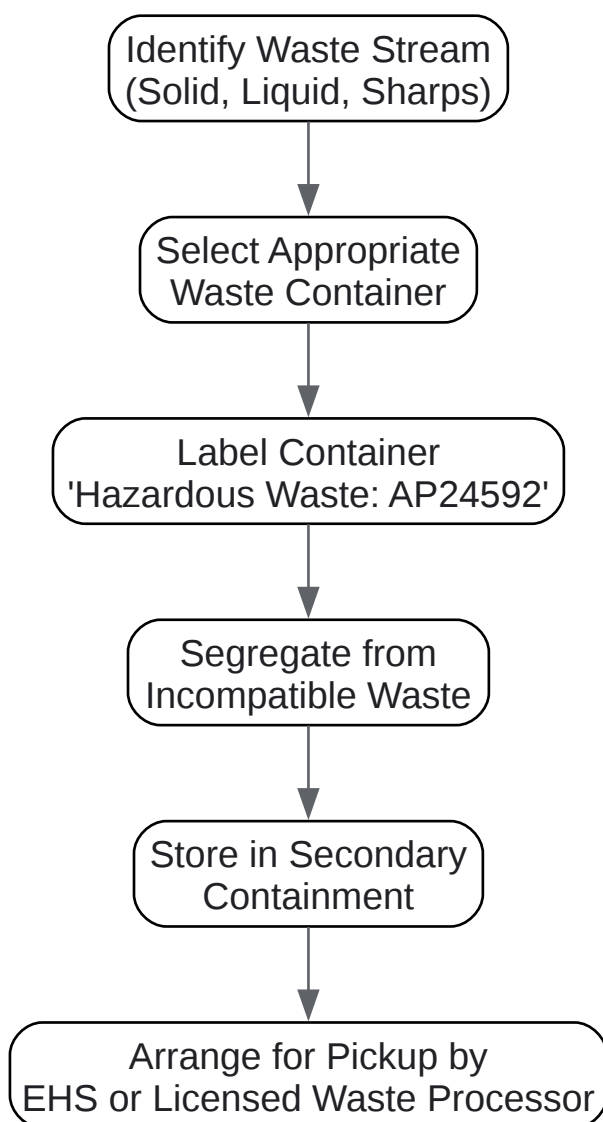 Identify Waste Stream
(Solid, Liquid, Sharps)
Select Appropriate
Waste Container
Label Container
'Hazardous Waste: AP24592'
Segregate from
Incompatible Waste
Store in Secondary
Containment
Arrange for Pickup by
EHS or Licensed Waste Processor